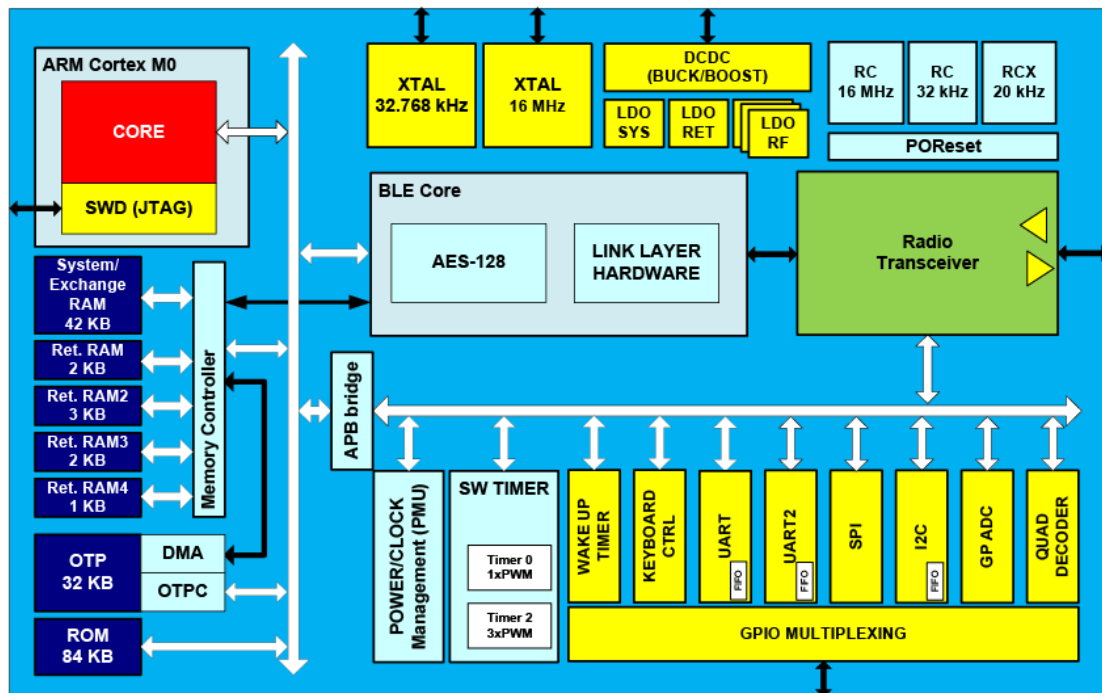 ARM Cortex M0
CORE
SWD (JTAG)
XTAL
32.768 kHz
XTAL
16 MHz
DCDC
(BUCK/BOOST)
LDO
SYS
LDO
RET
LDO
RF
RC
16 MHz
RC
32 kHz
RCX
20 kHz
POReset
BLE Core
AES-128
LINK LAYER
HARDWARE
Radio
Transceiver
System/
Exchange
RAM
42 KB
Ret. RAM
2 KB
Ret. RAM2
3 KB
Ret. RAM3
2 KB
Ret. RAM4
1 KB
Memory Controller
OTP
32 KB
DMA
OTPC
ROM
84 KB
APB bridge
POWER/CLOCK
Management (PMU)
SW TIMER
Timer 0
1xPWM
Timer 2
3xPWM
WAKE UP
TIMER
KEYBOARD
CTRL
UART
FIFO
UART2
FIFO
SPI
I2C
FIFO
GP ADC
QUAD
DECODER
GPIO MULTIPLEXING